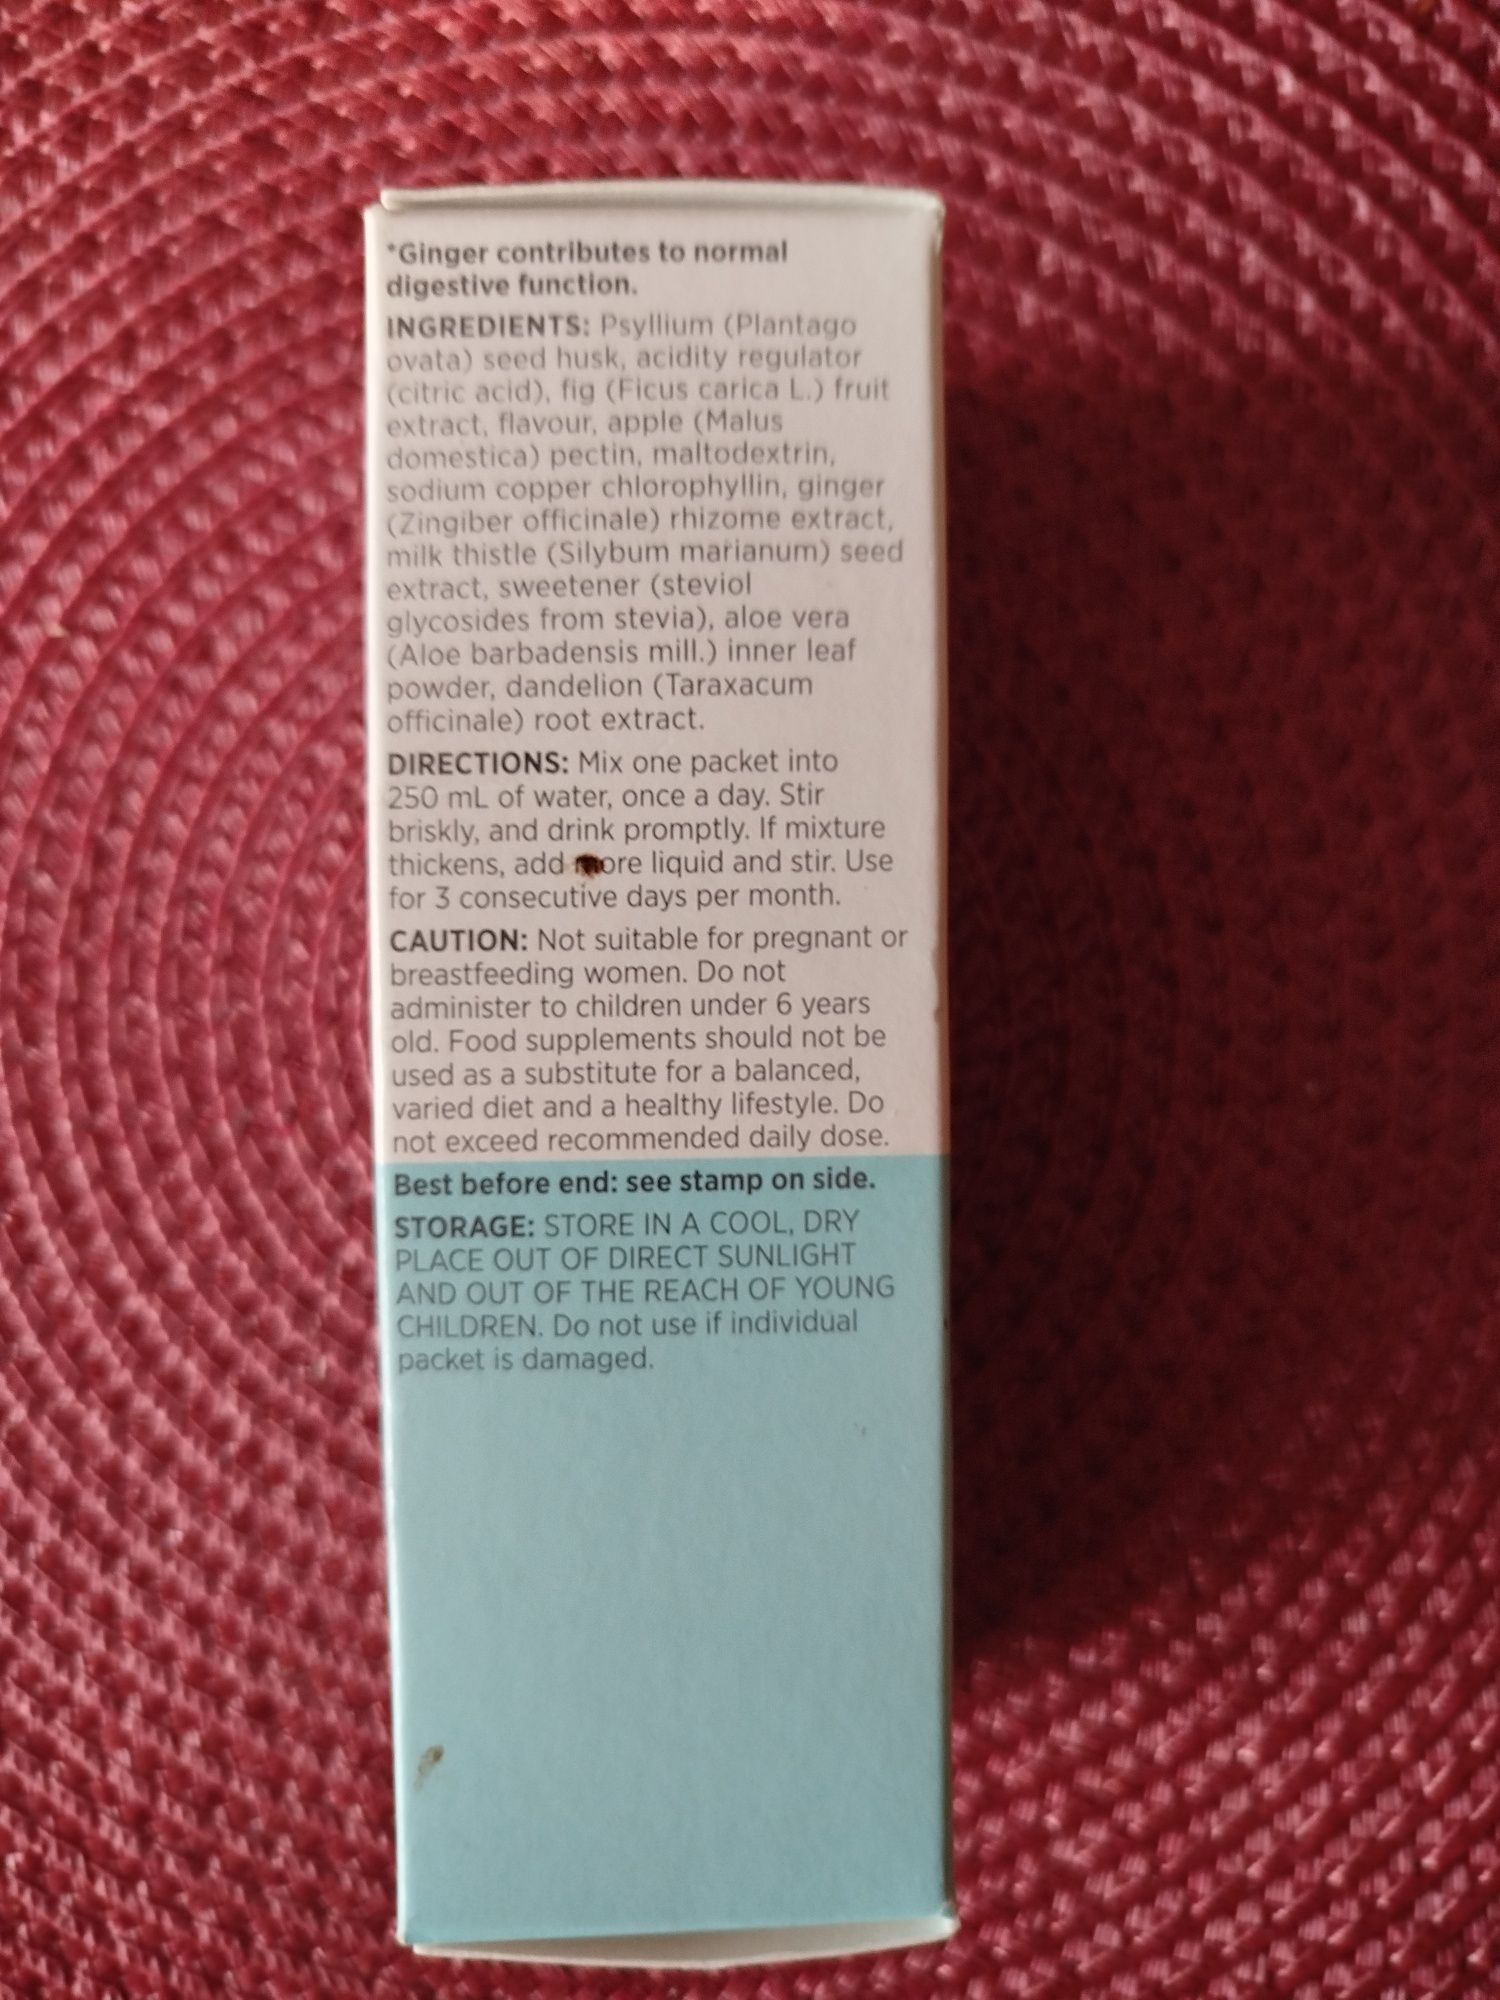 *Ginger contributes to normal
digestive function.
INGREDIENTS: Psyllium (Plantago
ovata) seed husk, acidity regulator
(citric acid), fig (Ficus carica L.) fruit
extract, flavour, apple (Malus
domestica) pectin, maltodextrin,
sodium copper chlorophyllin, ginger
(Zingiber officinale) rhizome extract,
milk thistle (Silybum marianum) seed
extract, sweetener (steviol
glycosides from stevia), aloe vera
(Aloe barbadensis mill.) inner leaf
powder, dandelion (Taraxacum
officinale) root extract.
DIRECTIONS: Mix one packet into
250 mL of water, once a day. Stir
briskly, and drink promptly. If mixture
thickens, add more liquid and stir. Use
for 3 consecutive days per month.
CAUTION: Not suitable for pregnant or
breastfeeding women. Do not
administer to children under 6 years
old. Food supplements should not be
used as a substitute for a balanced,
varied diet and a healthy lifestyle. Do
not exceed recommended daily dose.
Best before end: see stamp on side.
STORAGE: STORE IN A COOL, DRY
PLACE OUT OF DIRECT SUNLIGHT
AND OUT OF THE REACH OF YOUNG
CHILDREN. Do not use if individual
packet is damaged.